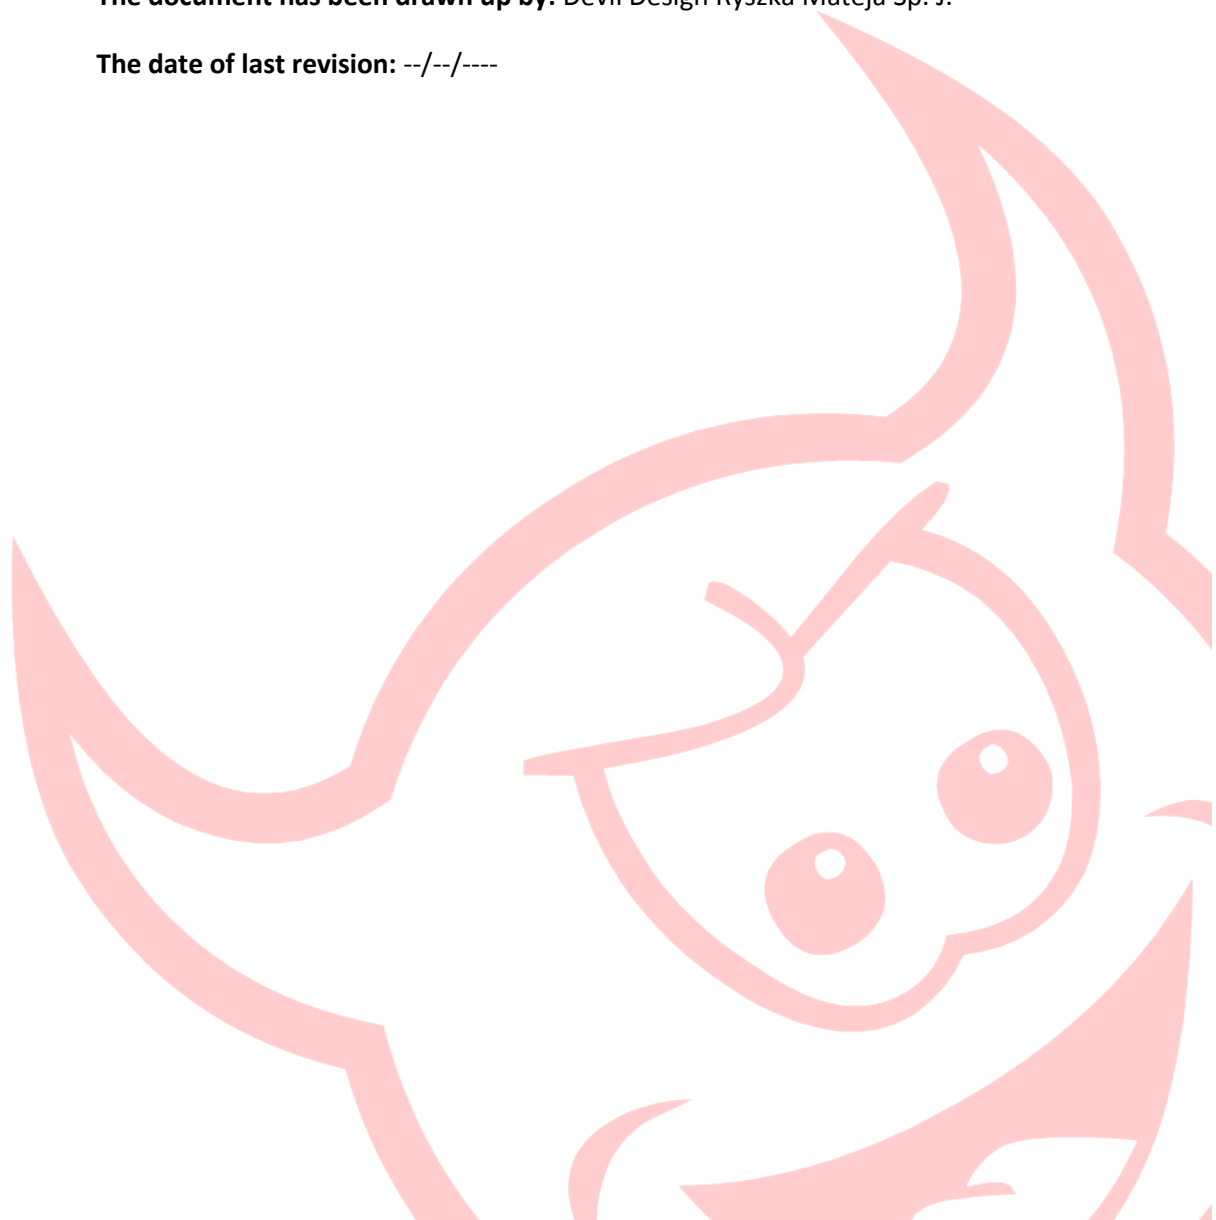 The document has been drawn up by: Devil Design Ryszka Mateja Sp. J.
The date of last revision: --/--/----